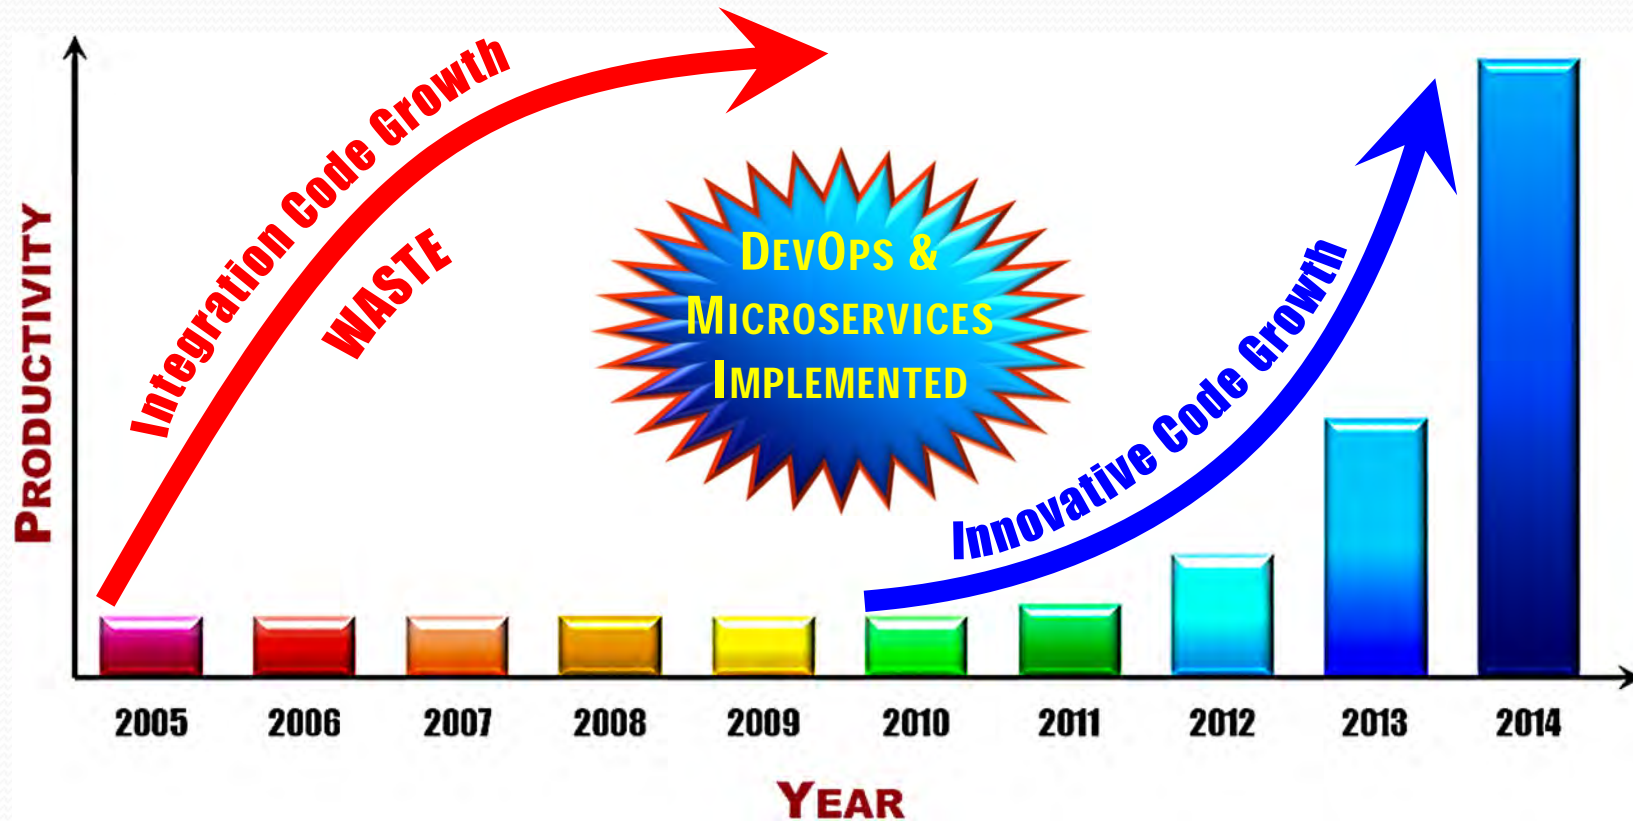 PRODUCTIVITY
Integration Code Growth
WASTE
DEVOPS &
MICROSERVICES
IMPLEMENTED
Innovative Code Growth
2005 2006 2007 2008 2009 2010 2011 2012 2013 2014
YEAR